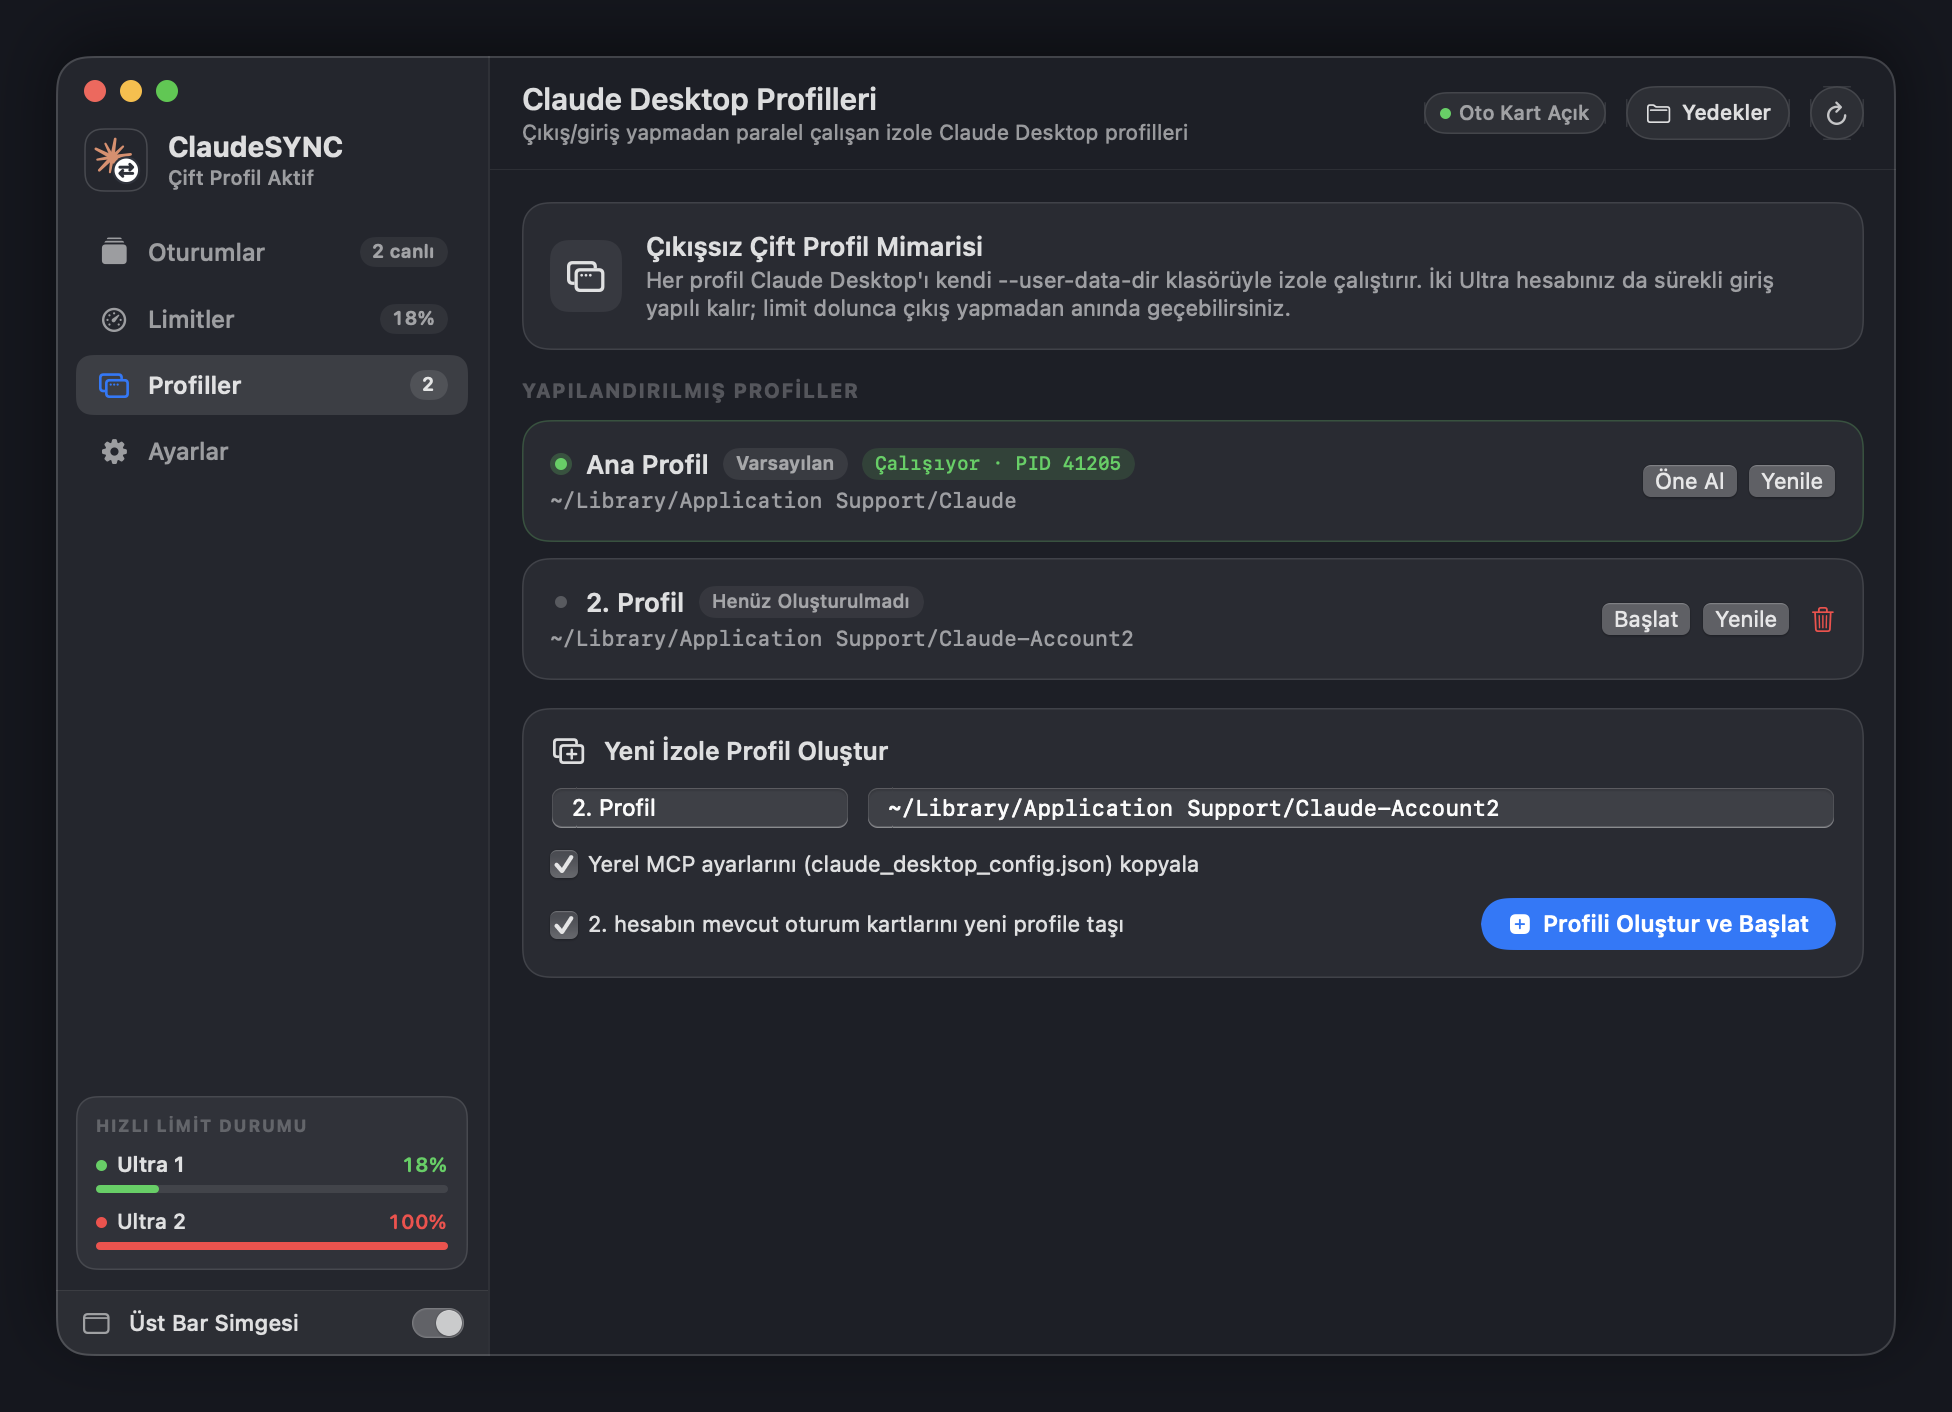 ClaudeSYNC
Çift Profil Aktif
Oturumlar 2 canlı
Limitler 18%
Profiller 2
Ayarlar
HIZLI LİMİT DURUMU
Ultra 1 18%
Ultra 2 100%
Üst Bar Simgesi
Claude Desktop Profilleri
Çıkış/giriş yapmadan paralel çalışan izole Claude Desktop profilleri
Oto Kart Açık
Yedekler
Çıkışsız Çift Profil Mimarisi
Her profil Claude Desktop'ı kendi --user-data-dir klasörüyle izole çalıştırır. İki Ultra hesabınız da sürekli giriş
yapılı kalır; limit dolunca çıkış yapmadan anında geçebilirsiniz.
YAPILANDIRILMIŞ PROFİLLER
Ana Profil Varsayılan Çalışıyor · PID 41205
~/Library/Application Support/Claude
Öne Al Yenile
2. Profil Henüz Oluşturulmadı
~/Library/Application Support/Claude-Account2
Başlat Yenile
Yeni İzole Profil Oluştur
2. Profil ~/Library/Application Support/Claude-Account2
Yerel MCP ayarlarını (claude_desktop_config.json) kopyala
2. hesabın mevcut oturum kartlarını yeni profile taşı
Profili Oluştur ve Başlat